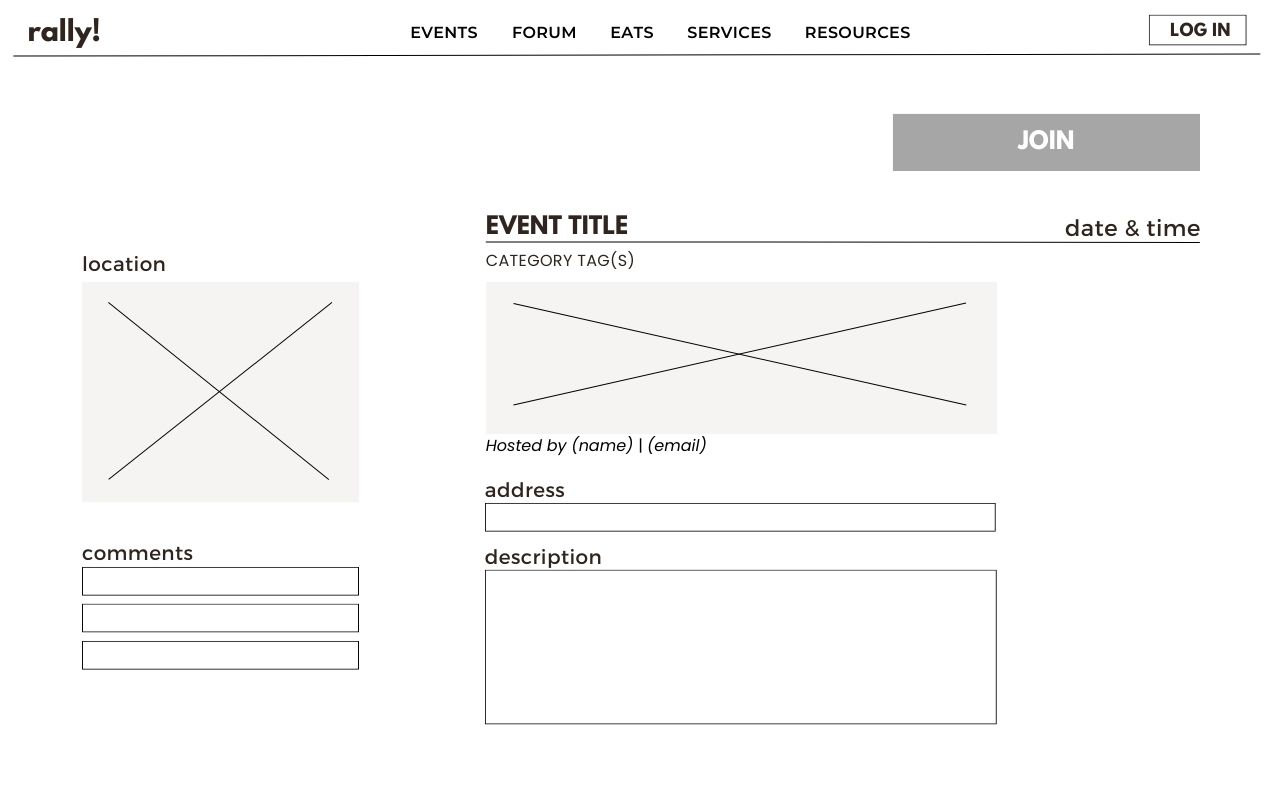 rally!
EVENTS FORUM EATS SERVICES RESOURCES
LOG IN
JOIN
EVENT TITLE
date & time
CATEGORY TAG(S)
location
Hosted by (name) | (email)
address
description
comments